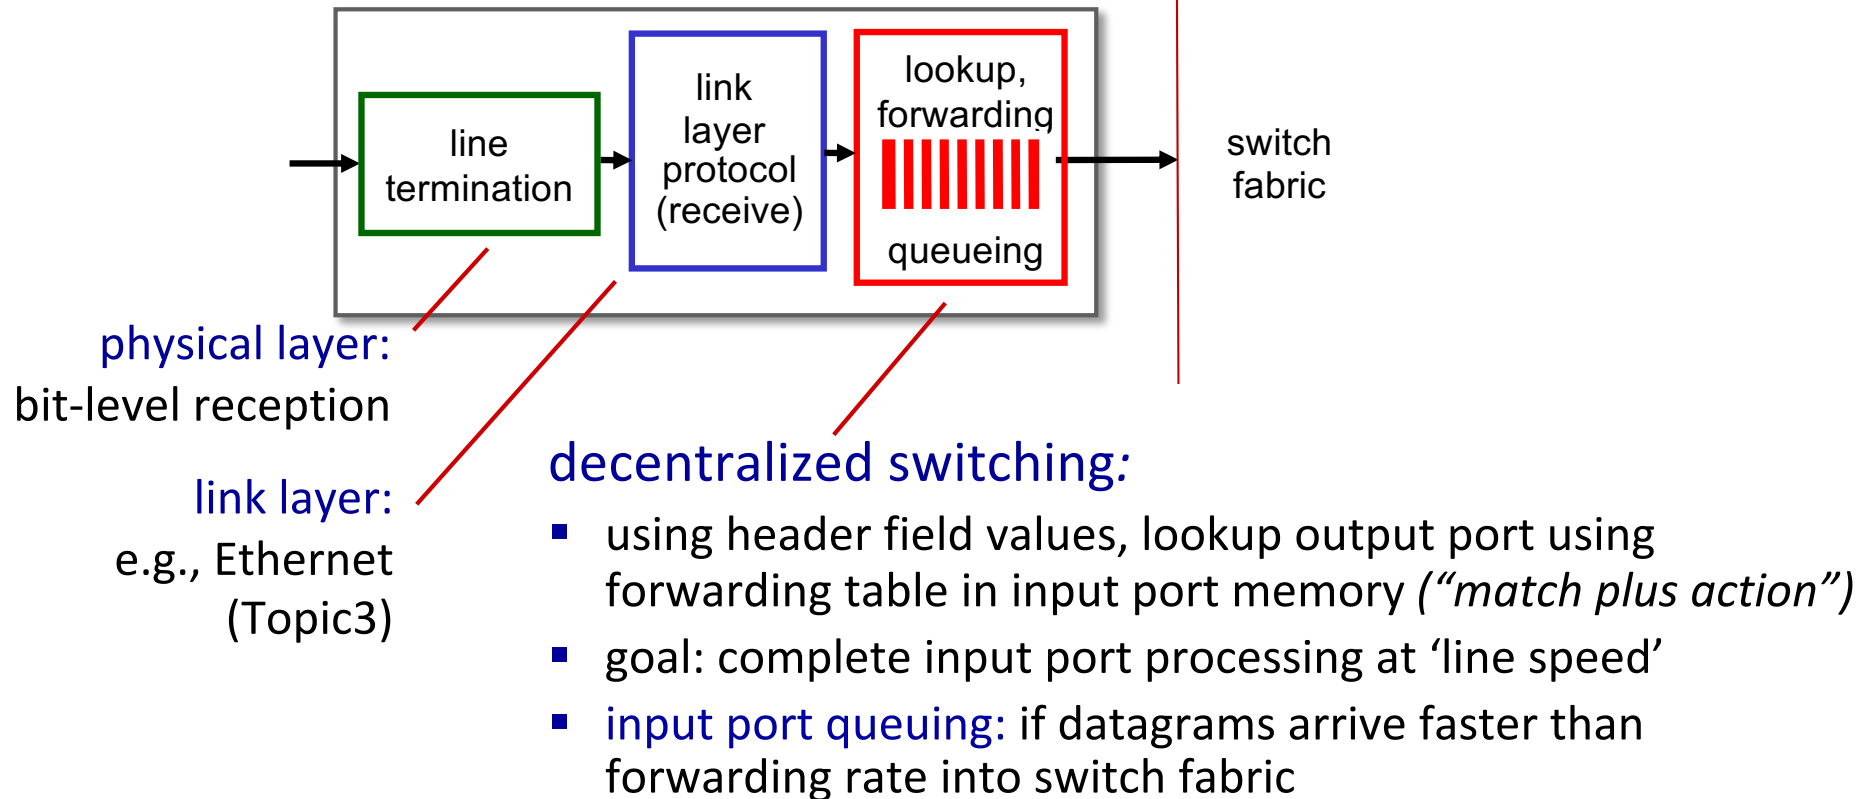 line
termination
link
layer
protocol
(receive)
lookup,
forwarding
queueing
switch
fabric
physical layer:
bit-level reception
link layer:
e.g., Ethernet
(Topic3)
decentralized switching:
▪ using header field values, lookup output port using
forwarding table in input port memory (“match plus action”)
▪ goal: complete input port processing at ‘line speed’
▪ input port queuing: if datagrams arrive faster than
forwarding rate into switch fabric